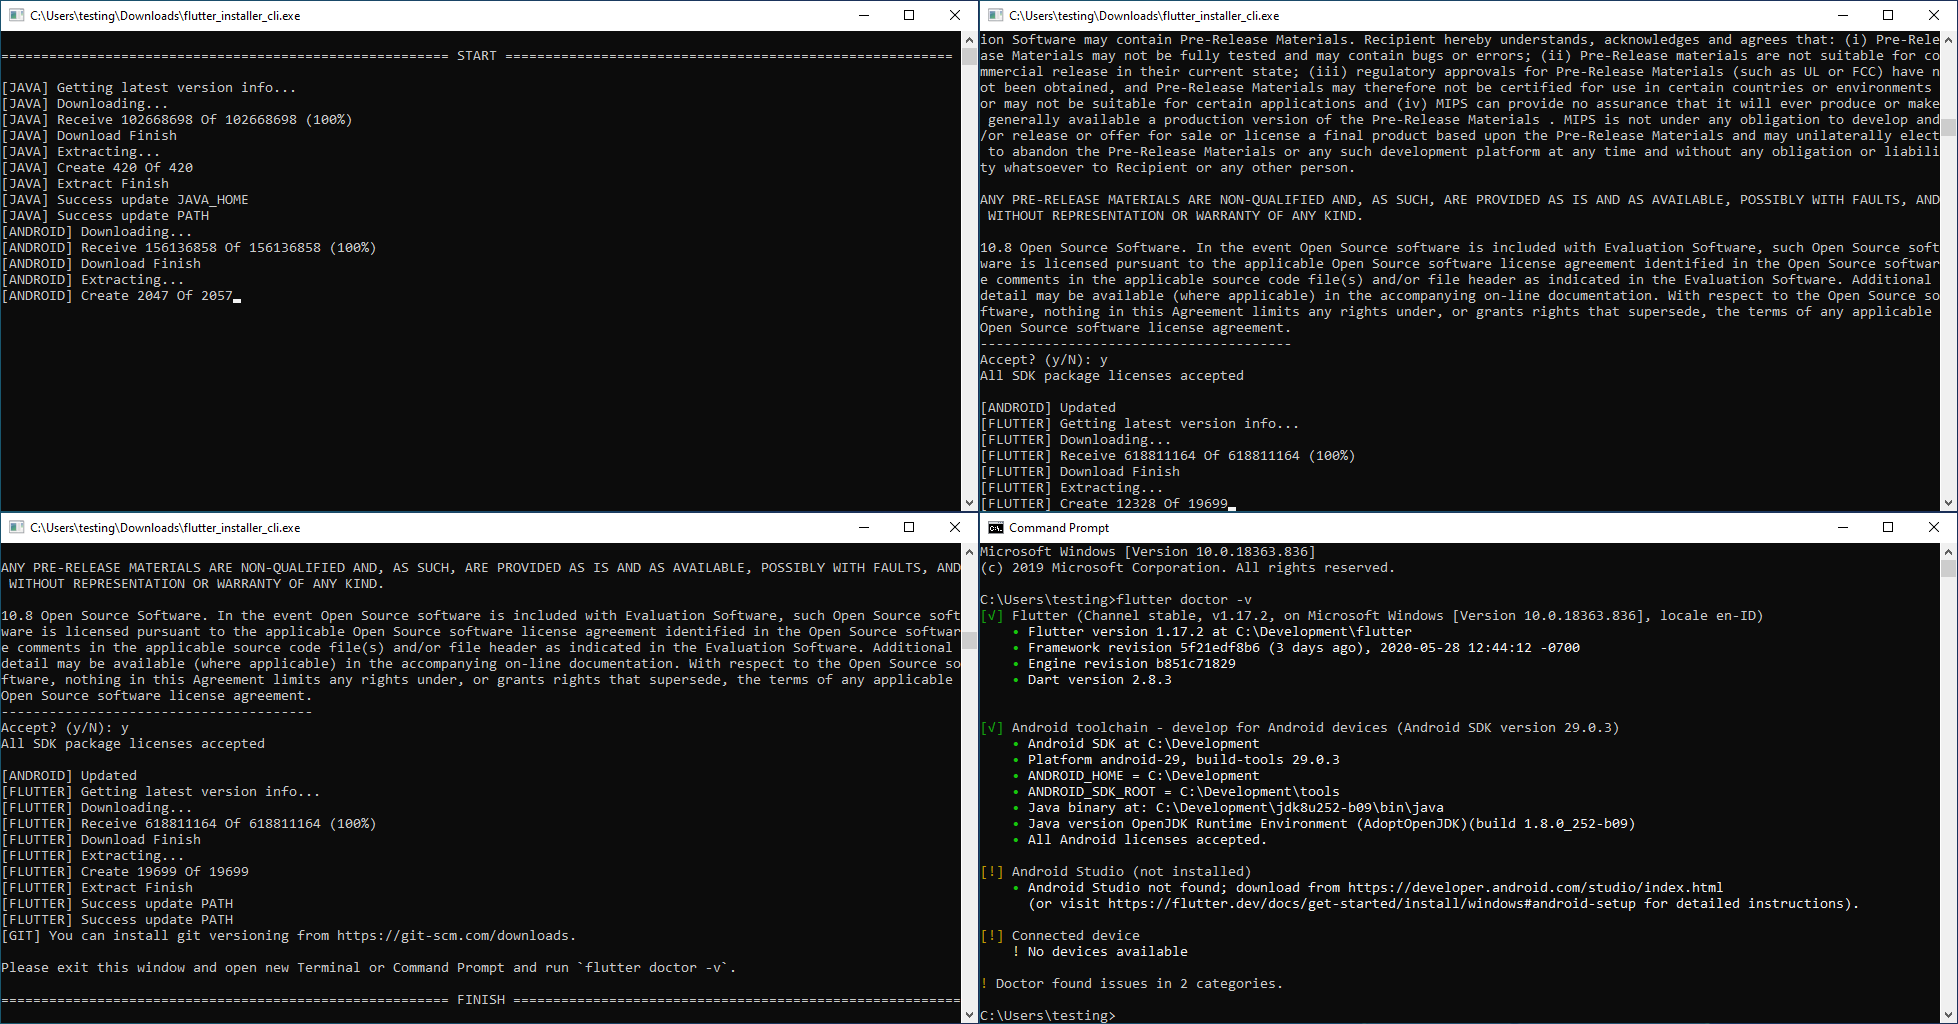 C:\Users\testing\Downloads\flutter_installer_cli.exe
======================================================== START ========================================================
[JAVA] Getting latest version info...
[JAVA] Downloading...
[JAVA] Receive 102668698 Of 102668698 (100%)
[JAVA] Download Finish
[JAVA] Extracting...
[JAVA] Create 420 Of 420
[JAVA] Extract Finish
[JAVA] Success update JAVA_HOME
[JAVA] Success update PATH
[ANDROID] Downloading...
[ANDROID] Receive 156136858 Of 156136858 (100%)
[ANDROID] Download Finish
[ANDROID] Extracting...
[ANDROID] Create 2047 Of 2057
C:\Users\testing\Downloads\flutter_installer_cli.exe
ion Software may contain Pre-Release Materials. Recipient hereby understands, acknowledges and agrees that: (i) Pre-Rele
ase Materials may not be fully tested and may contain bugs or errors; (ii) Pre-Release materials are not suitable for co
mmercial release in their current state; (iii) regulatory approvals for Pre-Release Materials (such as UL or FCC) have n
ot been obtained, and Pre-Release Materials may therefore not be certified for use in certain countries or environments
or may not be suitable for certain applications and (iv) MIPS can provide no assurance that it will ever produce or make
generally available a production version of the Pre-Release Materials . MIPS is not under any obligation to develop and
/or release or offer for sale or license a final product based upon the Pre-Release Materials and may unilaterally elect
to abandon the Pre-Release Materials or any such development platform at any time and without any obligation or liabili
ty whatsoever to Recipient or any other person.
ANY PRE-RELEASE MATERIALS ARE NON-QUALIFIED AND, AS SUCH, ARE PROVIDED AS IS AND AS AVAILABLE, POSSIBLY WITH FAULTS, AND
WITHOUT REPRESENTATION OR WARRANTY OF ANY KIND.
10.8 Open Source Software. In the event Open Source software is included with Evaluation Software, such Open Source soft
ware is licensed pursuant to the applicable Open Source software license agreement identified in the Open Source softwar
e comments in the applicable source code file(s) and/or file header as indicated in the Evaluation Software. Additional
detail may be available (where applicable) in the accompanying on-line documentation. With respect to the Open Source so
ftware, nothing in this Agreement limits any rights under, or grants rights that supersede, the terms of any applicable
Open Source software license agreement.
---------------------------------------
Accept? (y/N): y
All SDK package licenses accepted
[ANDROID] Updated
[FLUTTER] Getting latest version info...
[FLUTTER] Downloading...
[FLUTTER] Receive 618811164 Of 618811164 (100%)
[FLUTTER] Download Finish
[FLUTTER] Extracting...
[FLUTTER] Create 12328 Of 19699
C:\Users\testing\Downloads\flutter_installer_cli.exe
ANY PRE-RELEASE MATERIALS ARE NON-QUALIFIED AND, AS SUCH, ARE PROVIDED AS IS AND AS AVAILABLE, POSSIBLY WITH FAULTS, AND
WITHOUT REPRESENTATION OR WARRANTY OF ANY KIND.
10.8 Open Source Software. In the event Open Source software is included with Evaluation Software, such Open Source soft
ware is licensed pursuant to the applicable Open Source software license agreement identified in the Open Source softwar
e comments in the applicable source code file(s) and/or file header as indicated in the Evaluation Software. Additional
detail may be available (where applicable) in the accompanying on-line documentation. With respect to the Open Source so
ftware, nothing in this Agreement limits any rights under, or grants rights that supersede, the terms of any applicable
Open Source software license agreement.
---------------------------------------
Accept? (y/N): y
All SDK package licenses accepted
[ANDROID] Updated
[FLUTTER] Getting latest version info...
[FLUTTER] Downloading...
[FLUTTER] Receive 618811164 Of 618811164 (100%)
[FLUTTER] Download Finish
[FLUTTER] Extracting...
[FLUTTER] Create 19699 Of 19699
[FLUTTER] Extract Finish
[FLUTTER] Success update PATH
[FLUTTER] Success update PATH
[GIT] You can install git versioning from https://git-scm.com/downloads.
Please exit this window and open new Terminal or Command Prompt and run `flutter doctor -v`.
======================================================== FINISH ========================================================
Command Prompt
Microsoft Windows [Version 10.0.18363.836]
(c) 2019 Microsoft Corporation. All rights reserved.
C:\Users\testing>flutter doctor -v
[√] Flutter (Channel stable, v1.17.2, on Microsoft Windows [Version 10.0.18363.836], locale en-ID)
• Flutter version 1.17.2 at C:\Development\flutter
• Framework revision 5f21edf8b6 (3 days ago), 2020-05-28 12:44:12 -0700
• Engine revision b851c71829
• Dart version 2.8.3
[√] Android toolchain - develop for Android devices (Android SDK version 29.0.3)
• Android SDK at C:\Development
• Platform android-29, build-tools 29.0.3
• ANDROID_HOME = C:\Development
• ANDROID_SDK_ROOT = C:\Development\tools
• Java binary at: C:\Development\jdk8u252-b09\bin\java
• Java version OpenJDK Runtime Environment (AdoptOpenJDK)(build 1.8.0_252-b09)
• All Android licenses accepted.
[!] Android Studio (not installed)
• Android Studio not found; download from https://developer.android.com/studio/index.html
(or visit https://flutter.dev/docs/get-started/install/windows#android-setup for detailed instructions).
[!] Connected device
! No devices available
! Doctor found issues in 2 categories.
C:\Users\testing>